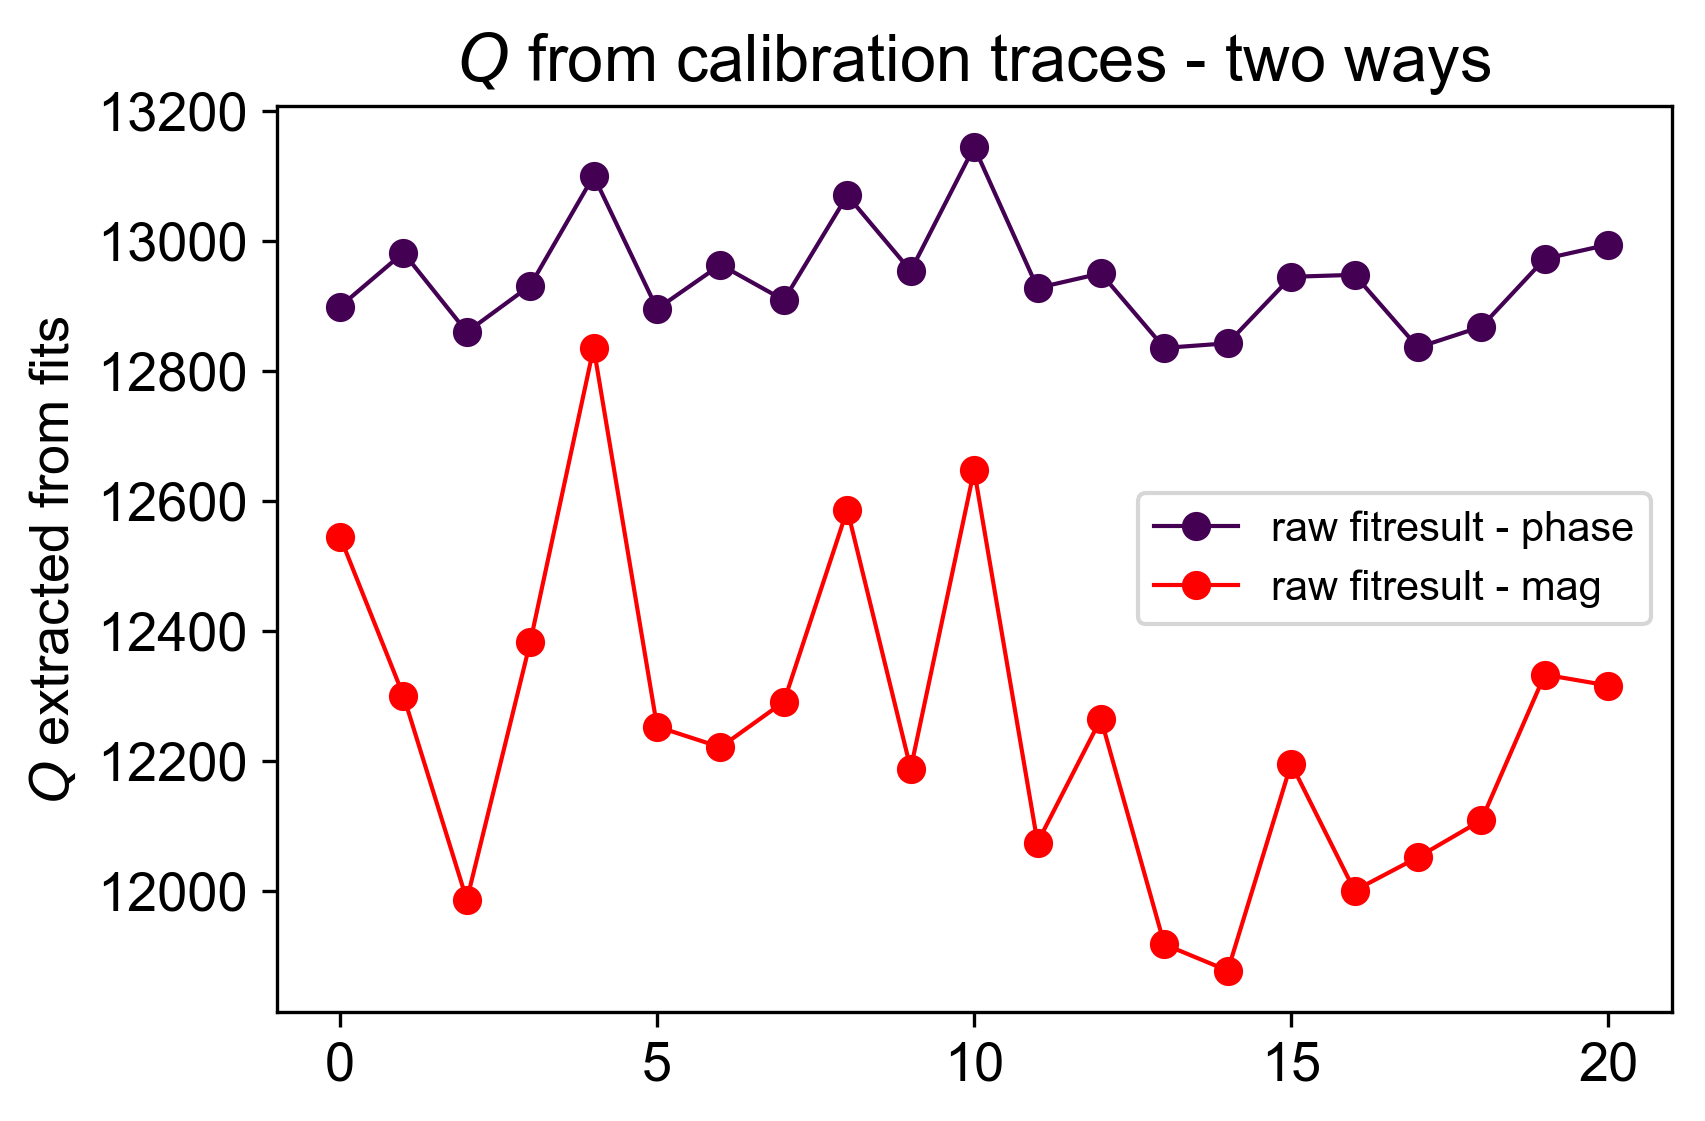 Q from calibration traces - two ways
Q extracted from fits
13200
13000
12800
12600
12400
12200
12000
raw fitresult - phase
raw fitresult - mag
0 5 10 15 20